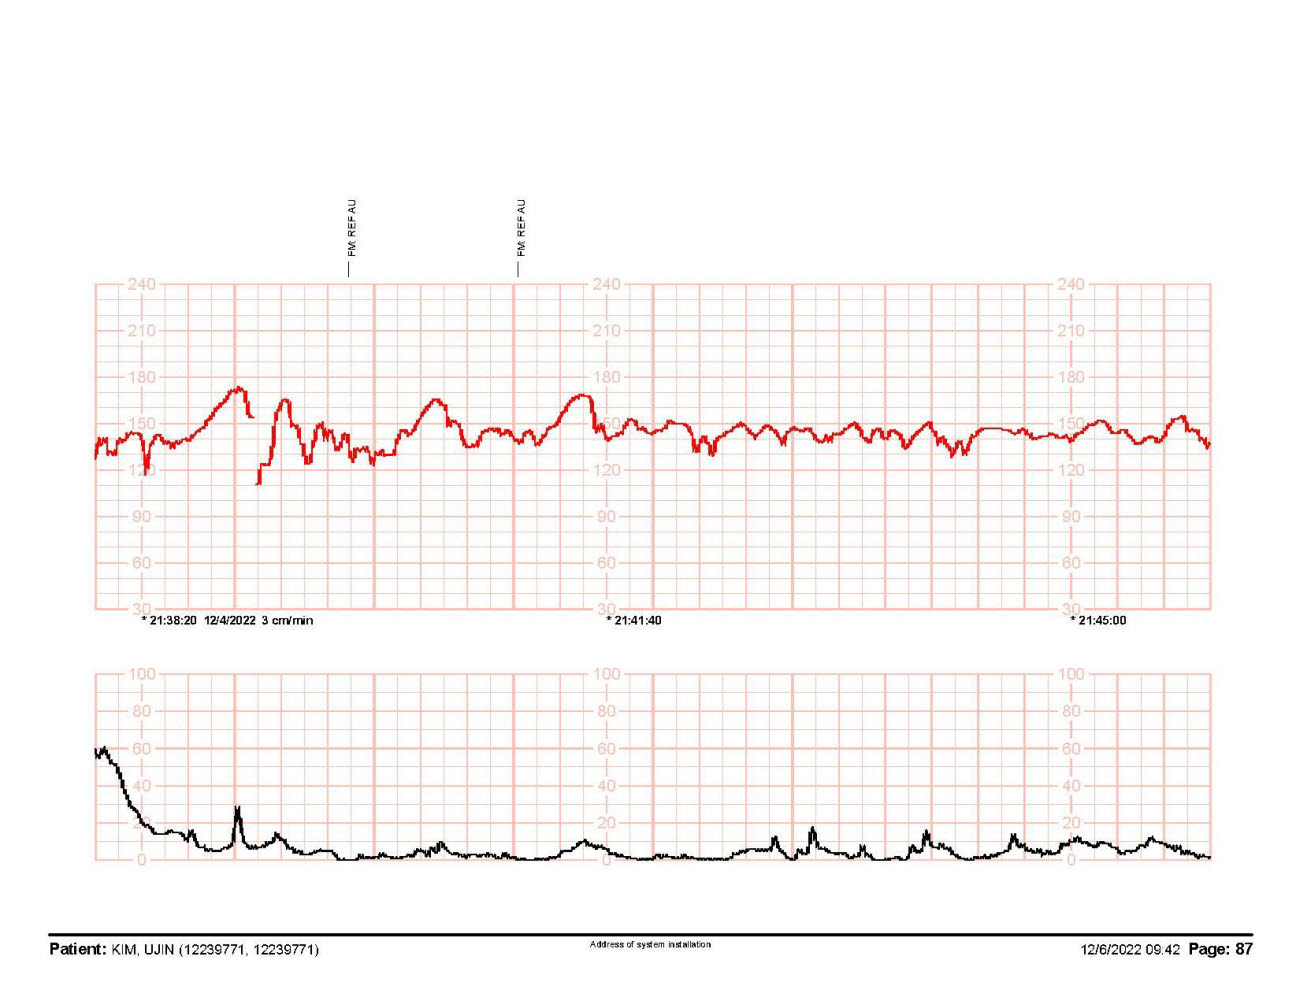 FM: REF AU FM: REF AU
240 240 240
210 210 210
180 180 180
150 150 150
120 120 120
90 90 90
60 60 60
30 30 30
* 21:38:20 12/4/2022 3 cm/min * 21:41:40 * 21:45:00
100 100 100
80 80 80
60 60 60
40 40 40
20 20 20
0 0 0
Patient: KIM, UJIN (12239771, 12239771) Address of system installation 12/6/2022 09:42 Page: 87